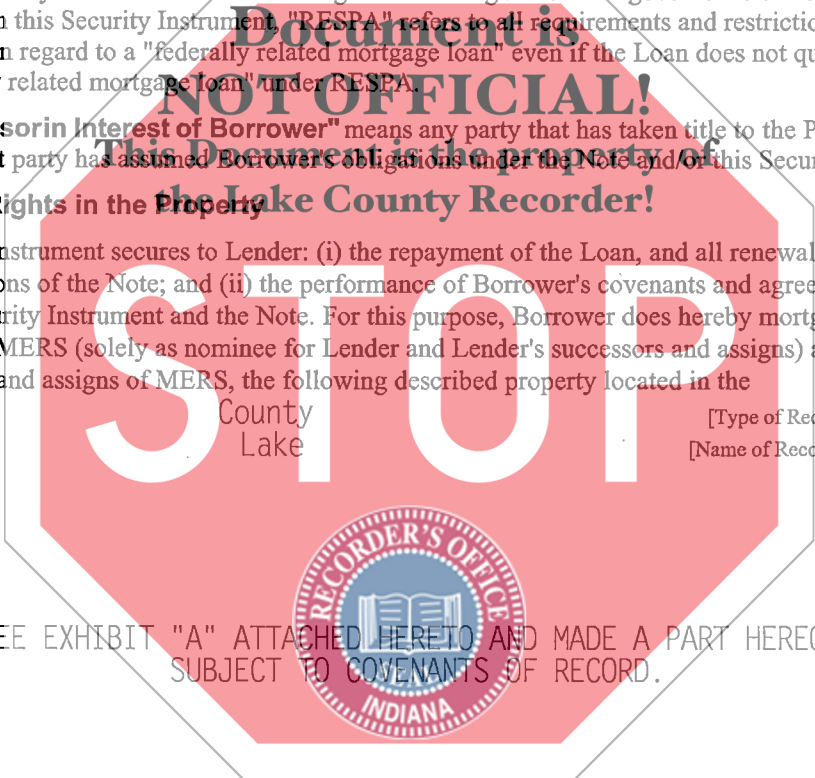 this Security Instrument, "RESPA" refers to all requirements and restrictio
Document is
n regard to a "federally related mortgage loan" even if the Loan does not qu
related mortgage loan" under RESPA.
NOT OFFICIAL!
sorin Interest of Borrower" means any party that has taken title to the P
This Document is the property of
t party has assumed Borrower's obligations under the Note and/or this Secur
the Lake County Recorder!
ights in the Property
nstrument secures to Lender: (i) the repayment of the Loan, and all renewal
ons of the Note; and (ii) the performance of Borrower's covenants and agree
rity Instrument and the Note. For this purpose, Borrower does hereby mortg
MERS (solely as nominee for Lender and Lender's successors and assigns) a
and assigns of MERS, the following described property located in the
STOP
County [Type of Rec
Lake [Name of Reco
RECORDER'S OFFICE
EE EXHIBIT "A" ATTACHED HERETO AND MADE A PART HEREO
SUBJECT TO COVENANTS OF RECORD.
INDIANA